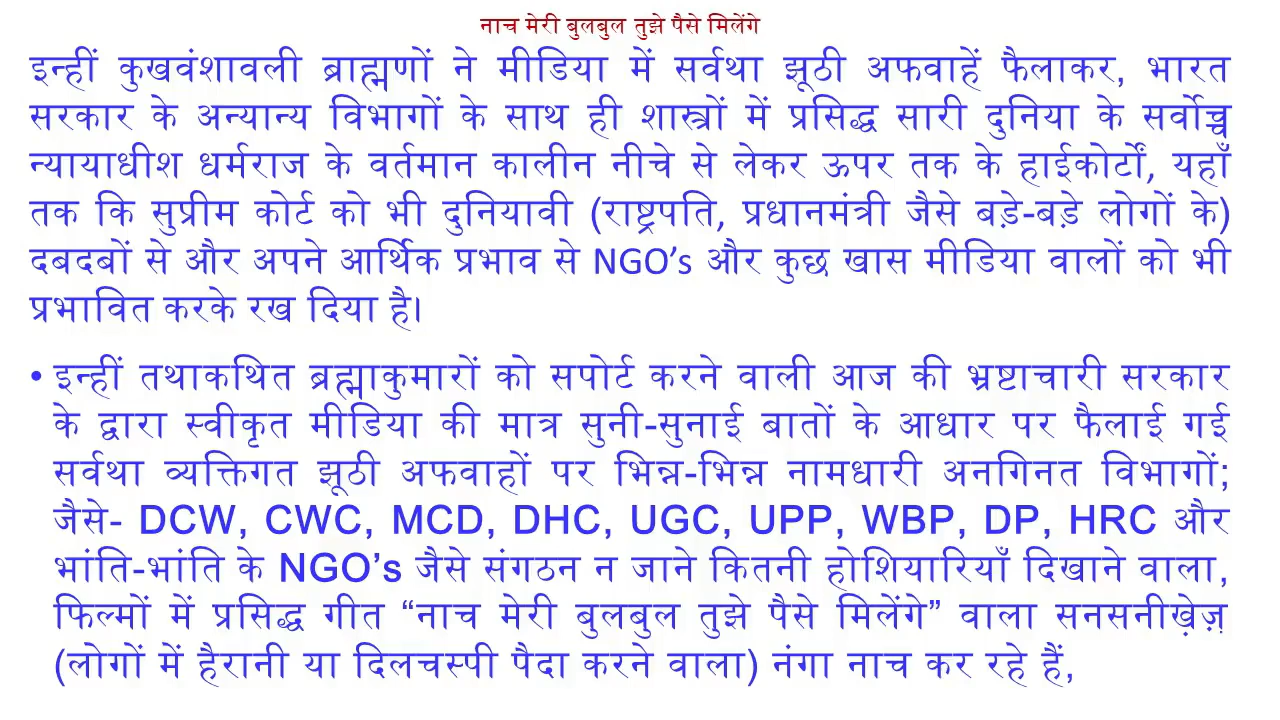 नाच मेरी बुलबुल तुझे पैसे मिलेंगे
इन्हीं कुखवंशावली ब्राह्मणों ने मीडिया में सर्वथा झूठी अफवाहें फैलाकर, भारत
सरकार के अन्यान्य विभागों के साथ ही शास्त्रों में प्रसिद्ध सारी दुनिया के सर्वोच्च
न्यायाधीश धर्मराज के वर्तमान कालीन नीचे से लेकर ऊपर तक के हाईकोर्टों, यहाँ
तक कि सुप्रीम कोर्ट को भी दुनियावी (राष्ट्रपति, प्रधानमंत्री जैसे बड़े-बड़े लोगों के)
दबदबों से और अपने आर्थिक प्रभाव से NGO’s और कुछ खास मीडिया वालों को भी
प्रभावित करके रख दिया है।
• इन्हीं तथाकथित ब्रह्माकुमारों को सपोर्ट करने वाली आज की भ्रष्टाचारी सरकार
के द्वारा स्वीकृत मीडिया की मात्र सुनी-सुनाई बातों के आधार पर फैलाई गई
सर्वथा व्यक्तिगत झूठी अफवाहों पर भिन्न-भिन्न नामधारी अनगिनत विभागों;
जैसे- DCW, CWC, MCD, DHC, UGC, UPP, WBP, DP, HRC और
भांति-भांति के NGO’s जैसे संगठन न जाने कितनी होशियारियाँ दिखाने वाला,
फिल्मों में प्रसिद्ध गीत “नाच मेरी बुलबुल तुझे पैसे मिलेंगे” वाला सनसनीख़ेज़
(लोगों में हैरानी या दिलचस्पी पैदा करने वाला) नंगा नाच कर रहे हैं,